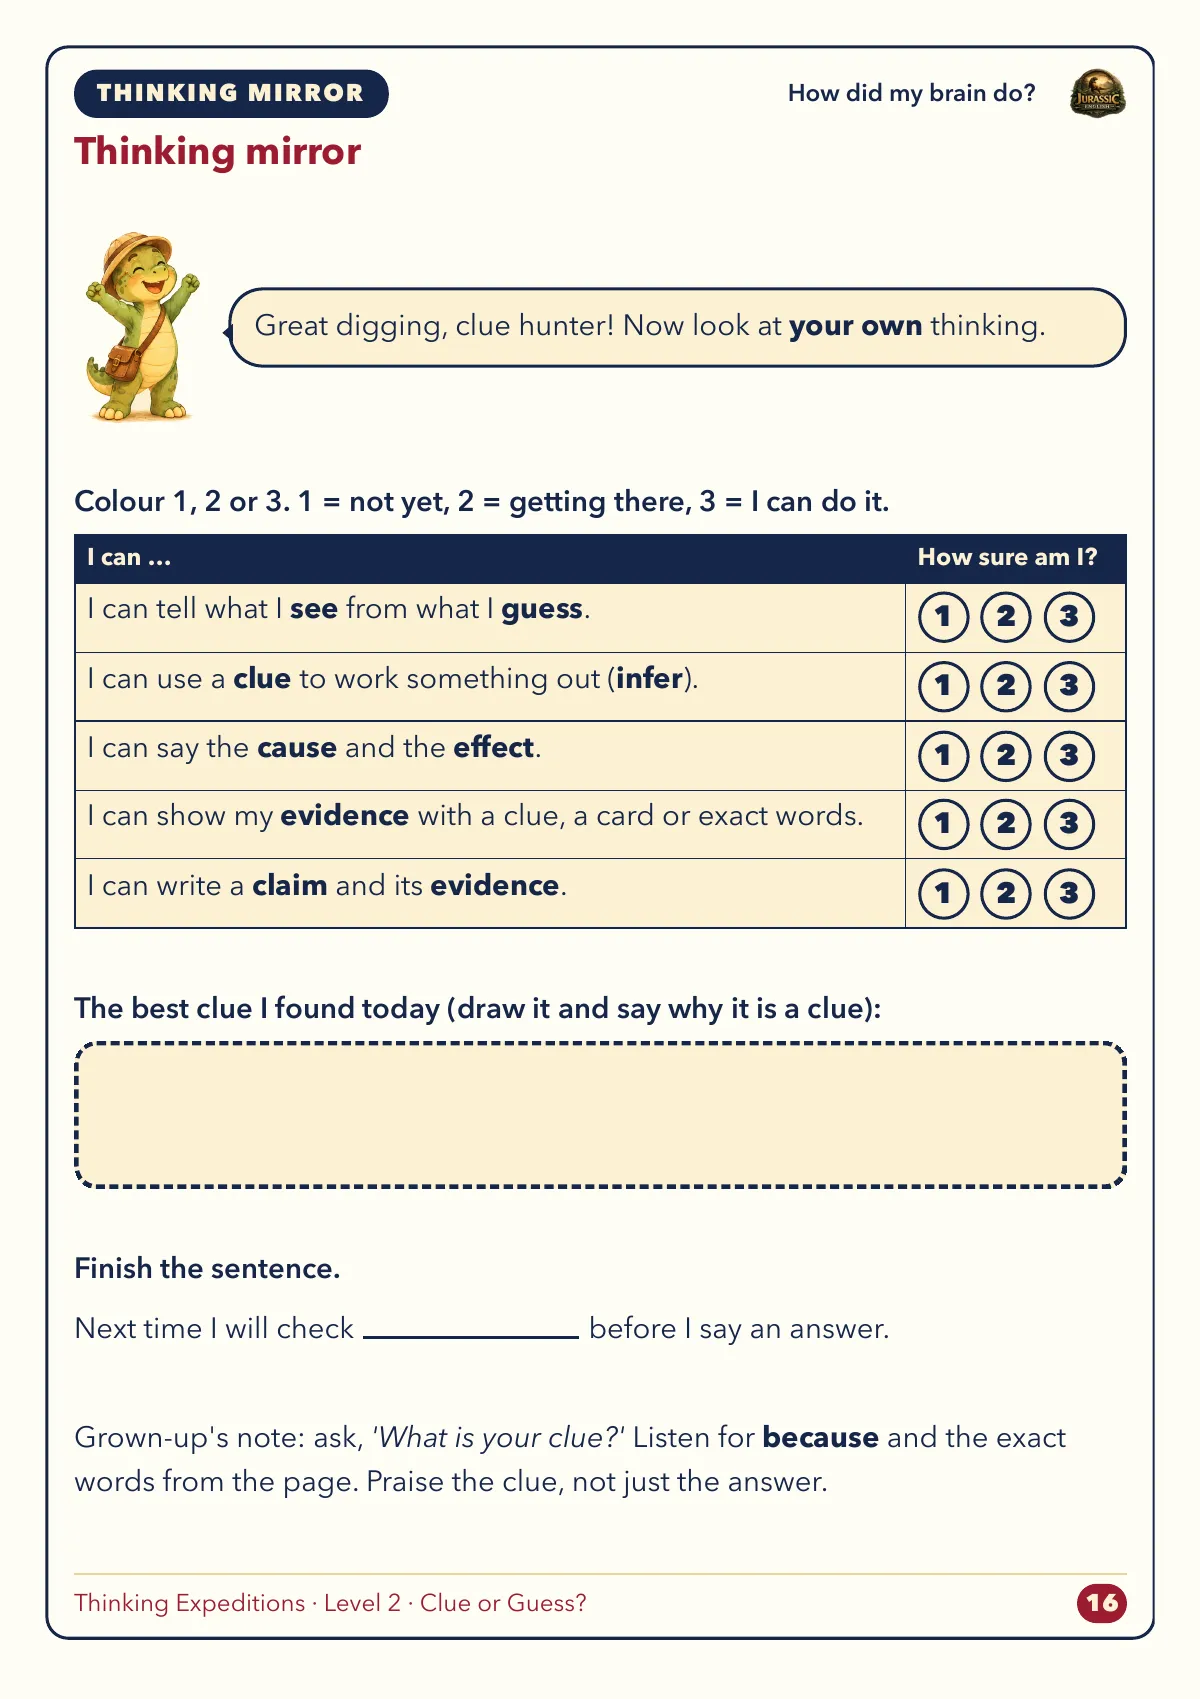 THINKING MIRROR
How did my brain do?
JURASSIC
ENGLISH
Thinking mirror
Great digging, clue hunter! Now look at your own thinking.
Colour 1, 2 or 3. 1 = not yet, 2 = getting there, 3 = I can do it.
I can ... How sure am I?
I can tell what I see from what I guess. 1 2 3
I can use a clue to work something out (infer). 1 2 3
I can say the cause and the effect. 1 2 3
I can show my evidence with a clue, a card or exact words. 1 2 3
I can write a claim and its evidence. 1 2 3
The best clue I found today (draw it and say why it is a clue):
Finish the sentence.
Next time I will check ____________ before I say an answer.
Grown-up's note: ask, 'What is your clue?' Listen for because and the exact
words from the page. Praise the clue, not just the answer.
Thinking Expeditions · Level 2 · Clue or Guess?
16